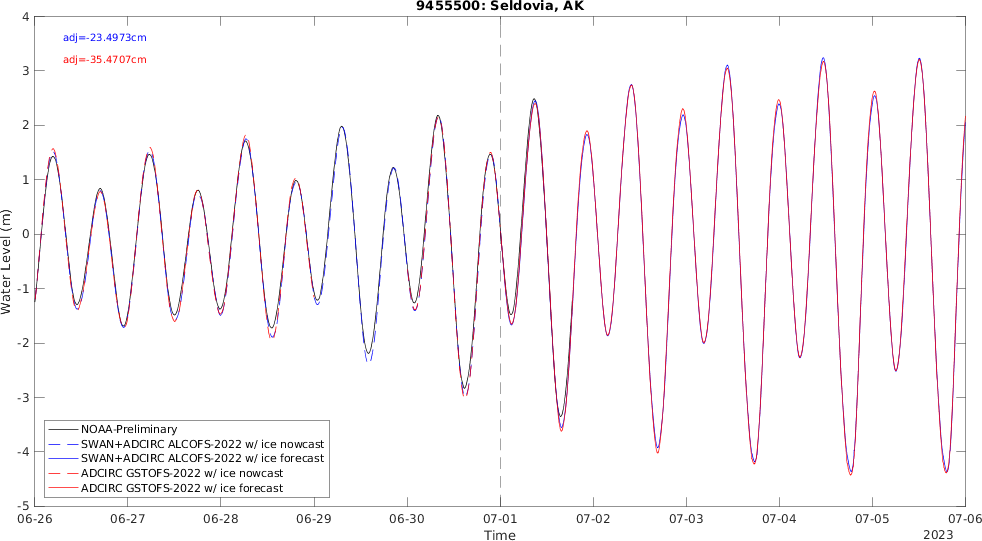 9455500: Seldovia, AK
adj=-23.4973cm
adj=-35.4707cm
4
3
2
1
0
-1
-2
-3
-4
-5
Water Level (m)
NOAA-Preliminary
SWAN+ADCIRC ALCOFS-2022 w/ ice nowcast
SWAN+ADCIRC ALCOFS-2022 w/ ice forecast
ADCIRC GSTOFS-2022 w/ ice nowcast
ADCIRC GSTOFS-2022 w/ ice forecast
06-26 06-27 06-28 06-29 06-30 07-01 07-02 07-03 07-04 07-05 07-06
Time
2023